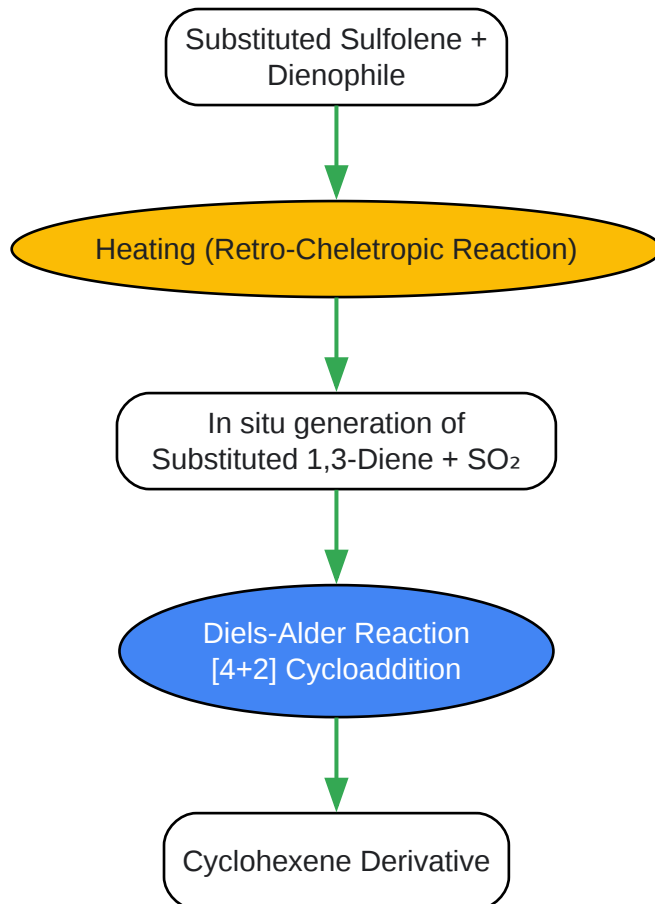 Substituted Sulfolene +
Dienophile
Heating (Retro-Cheletropic Reaction)
In situ generation of
Substituted 1,3-Diene + SO₂
Diels-Alder Reaction
[4+2] Cycloaddition
Cyclohexene Derivative